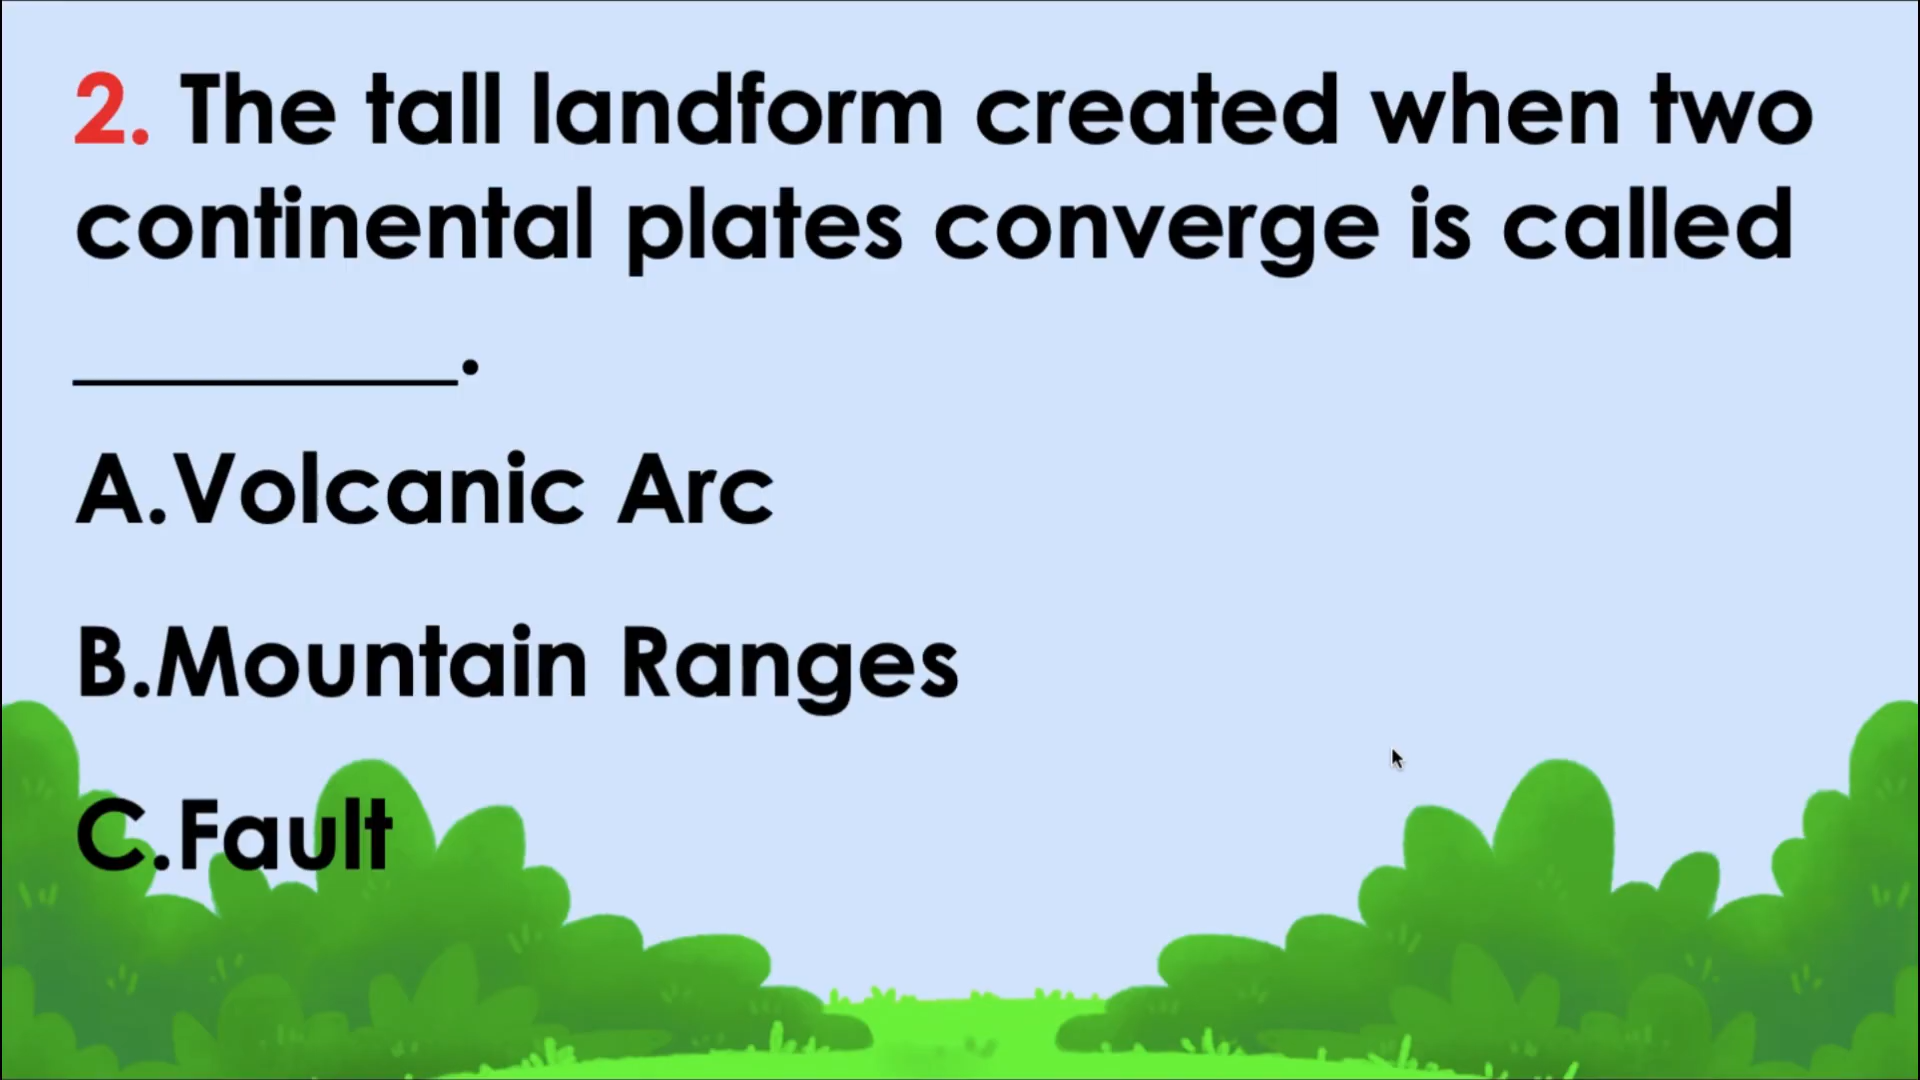 2. The tall landform created when two
continental plates converge is called
__________.
A.Volcanic Arc
B.Mountain Ranges
C.Fault